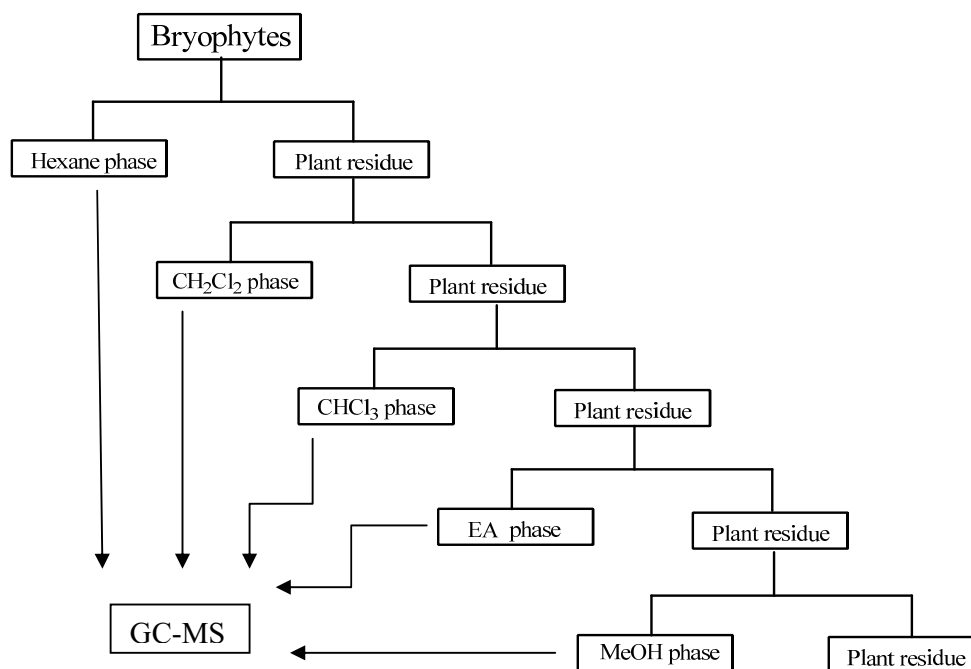 Bryophytes
Hexane phase
Plant residue
CH₂Cl₂ phase
Plant residue
CHCl₃ phase
Plant residue
EA phase
Plant residue
GC-MS
MeOH phase
Plant residue